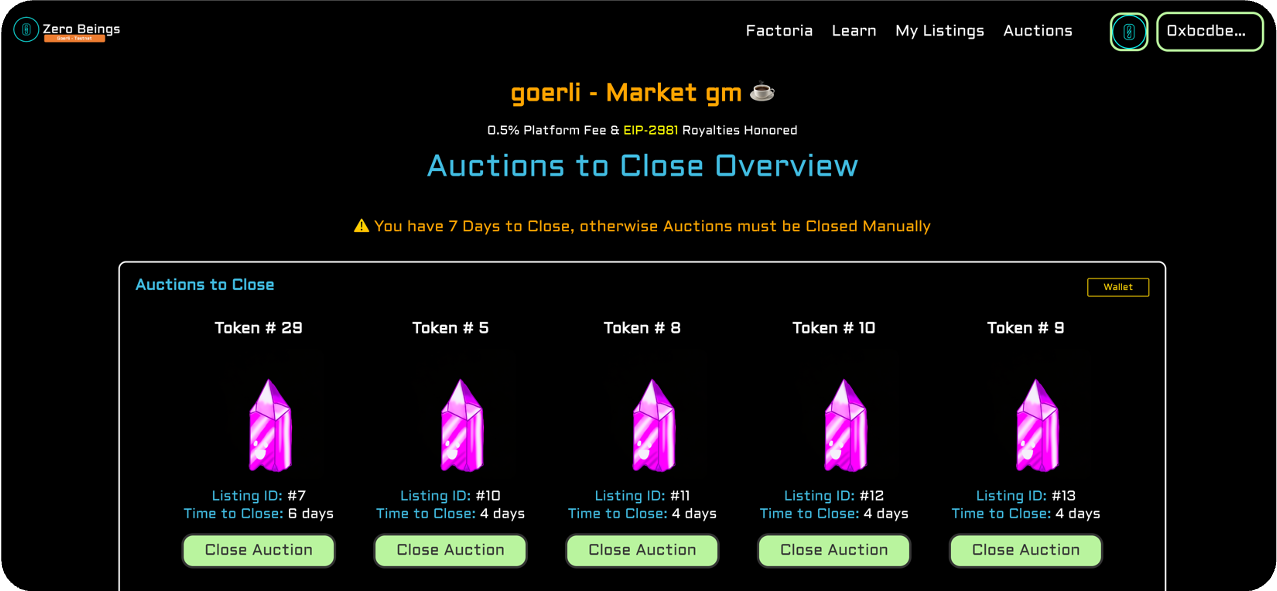 Zero Beings
Goerli - Testnet
Factoria Learn My Listings Auctions 0xbcdbe...
goerli - Market gm ☕
0.5% Platform Fee & EIP-2981 Royalties Honored
Auctions to Close Overview
⚠ You have 7 Days to Close, otherwise Auctions must be Closed Manually
Auctions to Close Wallet
Token # 29 Token # 5 Token # 8 Token # 10 Token # 9
Listing ID: #7 Listing ID: #10 Listing ID: #11 Listing ID: #12 Listing ID: #13
Time to Close: 6 days Time to Close: 4 days Time to Close: 4 days Time to Close: 4 days Time to Close: 4 days
Close Auction Close Auction Close Auction Close Auction Close Auction